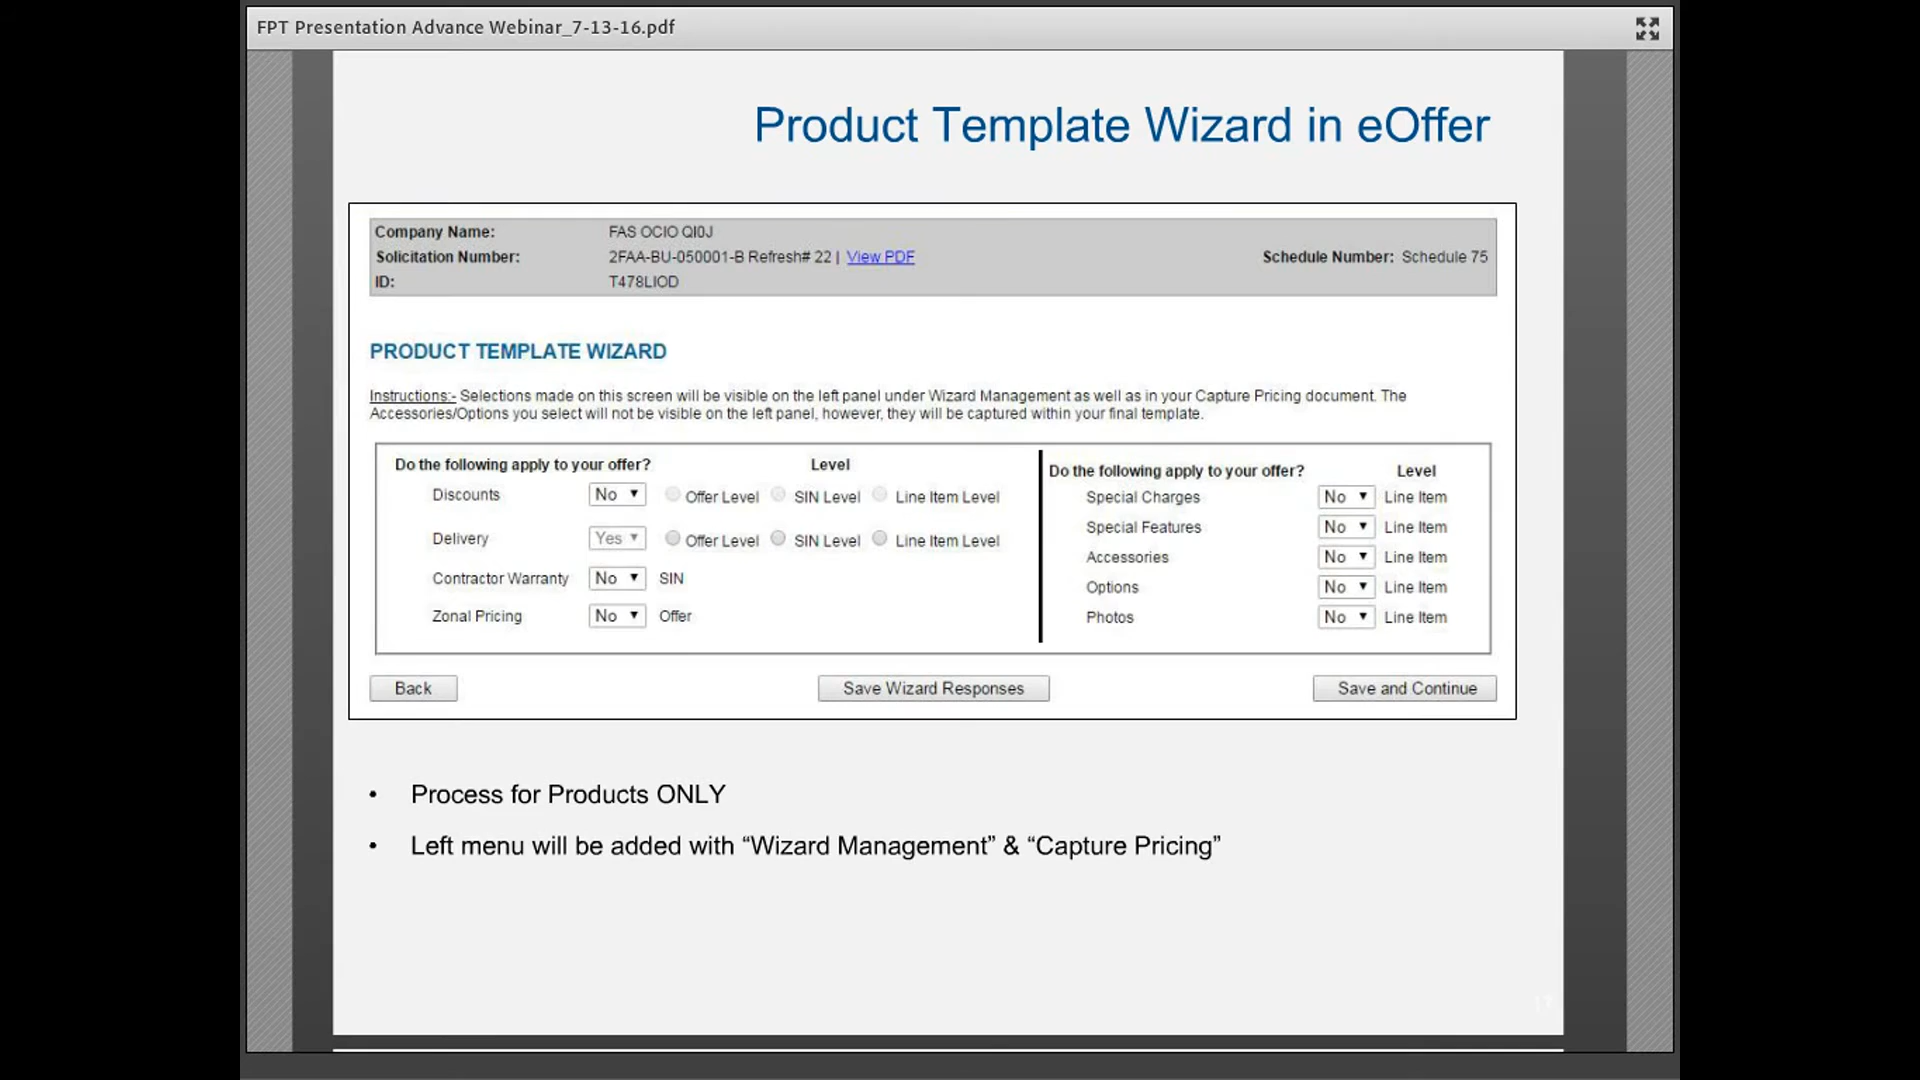 FPT Presentation Advance Webinar_7-13-16.pdf
Product Template Wizard in eOffer
Company Name: FAS OCIO QI0J
Solicitation Number: 2FAA-BU-050001-B Refresh# 22 | View PDF Schedule Number: Schedule 75
ID: T478LIOD
PRODUCT TEMPLATE WIZARD
Instructions:- Selections made on this screen will be visible on the left panel under Wizard Management as well as in your Capture Pricing document. The
Accessories/Options you select will not be visible on the left panel, however, they will be captured within your final template.
Do the following apply to your offer? Level
Discounts No Offer Level SIN Level Line Item Level
Delivery Yes Offer Level SIN Level Line Item Level
Contractor Warranty No SIN
Zonal Pricing No Offer
Do the following apply to your offer? Level
Special Charges No Line Item
Special Features No Line Item
Accessories No Line Item
Options No Line Item
Photos No Line Item
Back Save Wizard Responses Save and Continue
• Process for Products ONLY
• Left menu will be added with “Wizard Management” & “Capture Pricing”